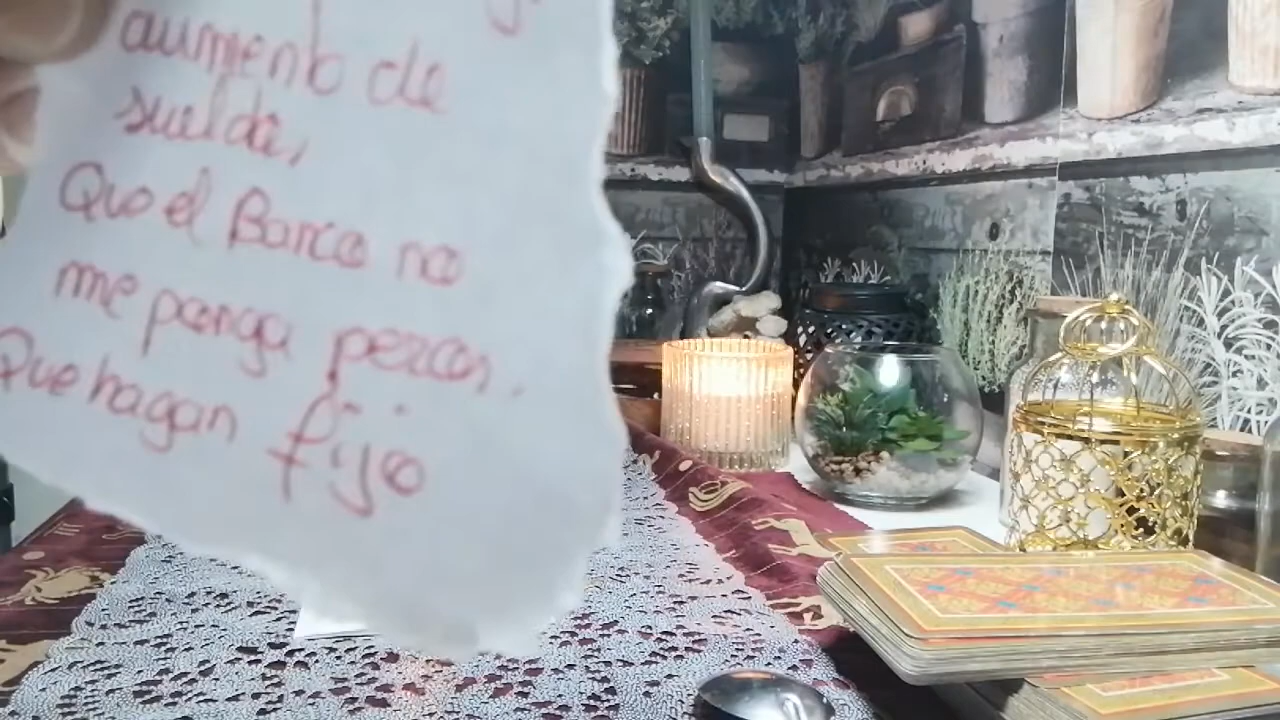 aumento de
sueldo,
Que el Banco no
me ponga pegas.
Que hagan fijo